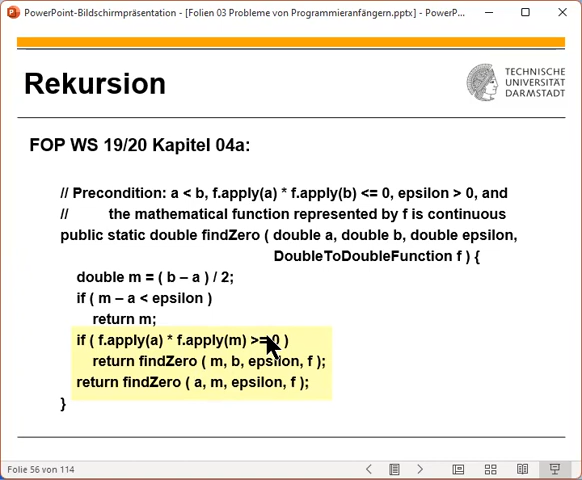 PowerPoint-Bildschirmpräsentation - [Folien 03 Probleme von Programmieranfängern.pptx] - PowerP...
Rekursion
TECHNISCHE
UNIVERSITÄT
DARMSTADT
FOP WS 19/20 Kapitel 04a:
// Precondition: a < b, f.apply(a) * f.apply(b) <= 0, epsilon > 0, and
// the mathematical function represented by f is continuous
public static double findZero ( double a, double b, double epsilon,
DoubleToDoubleFunction f ) {
double m = ( b – a ) / 2;
if ( m – a < epsilon )
return m;
if ( f.apply(a) * f.apply(m) >= 0 )
return findZero ( m, b, epsilon, f );
return findZero ( a, m, epsilon, f );
}
Folie 56 von 114